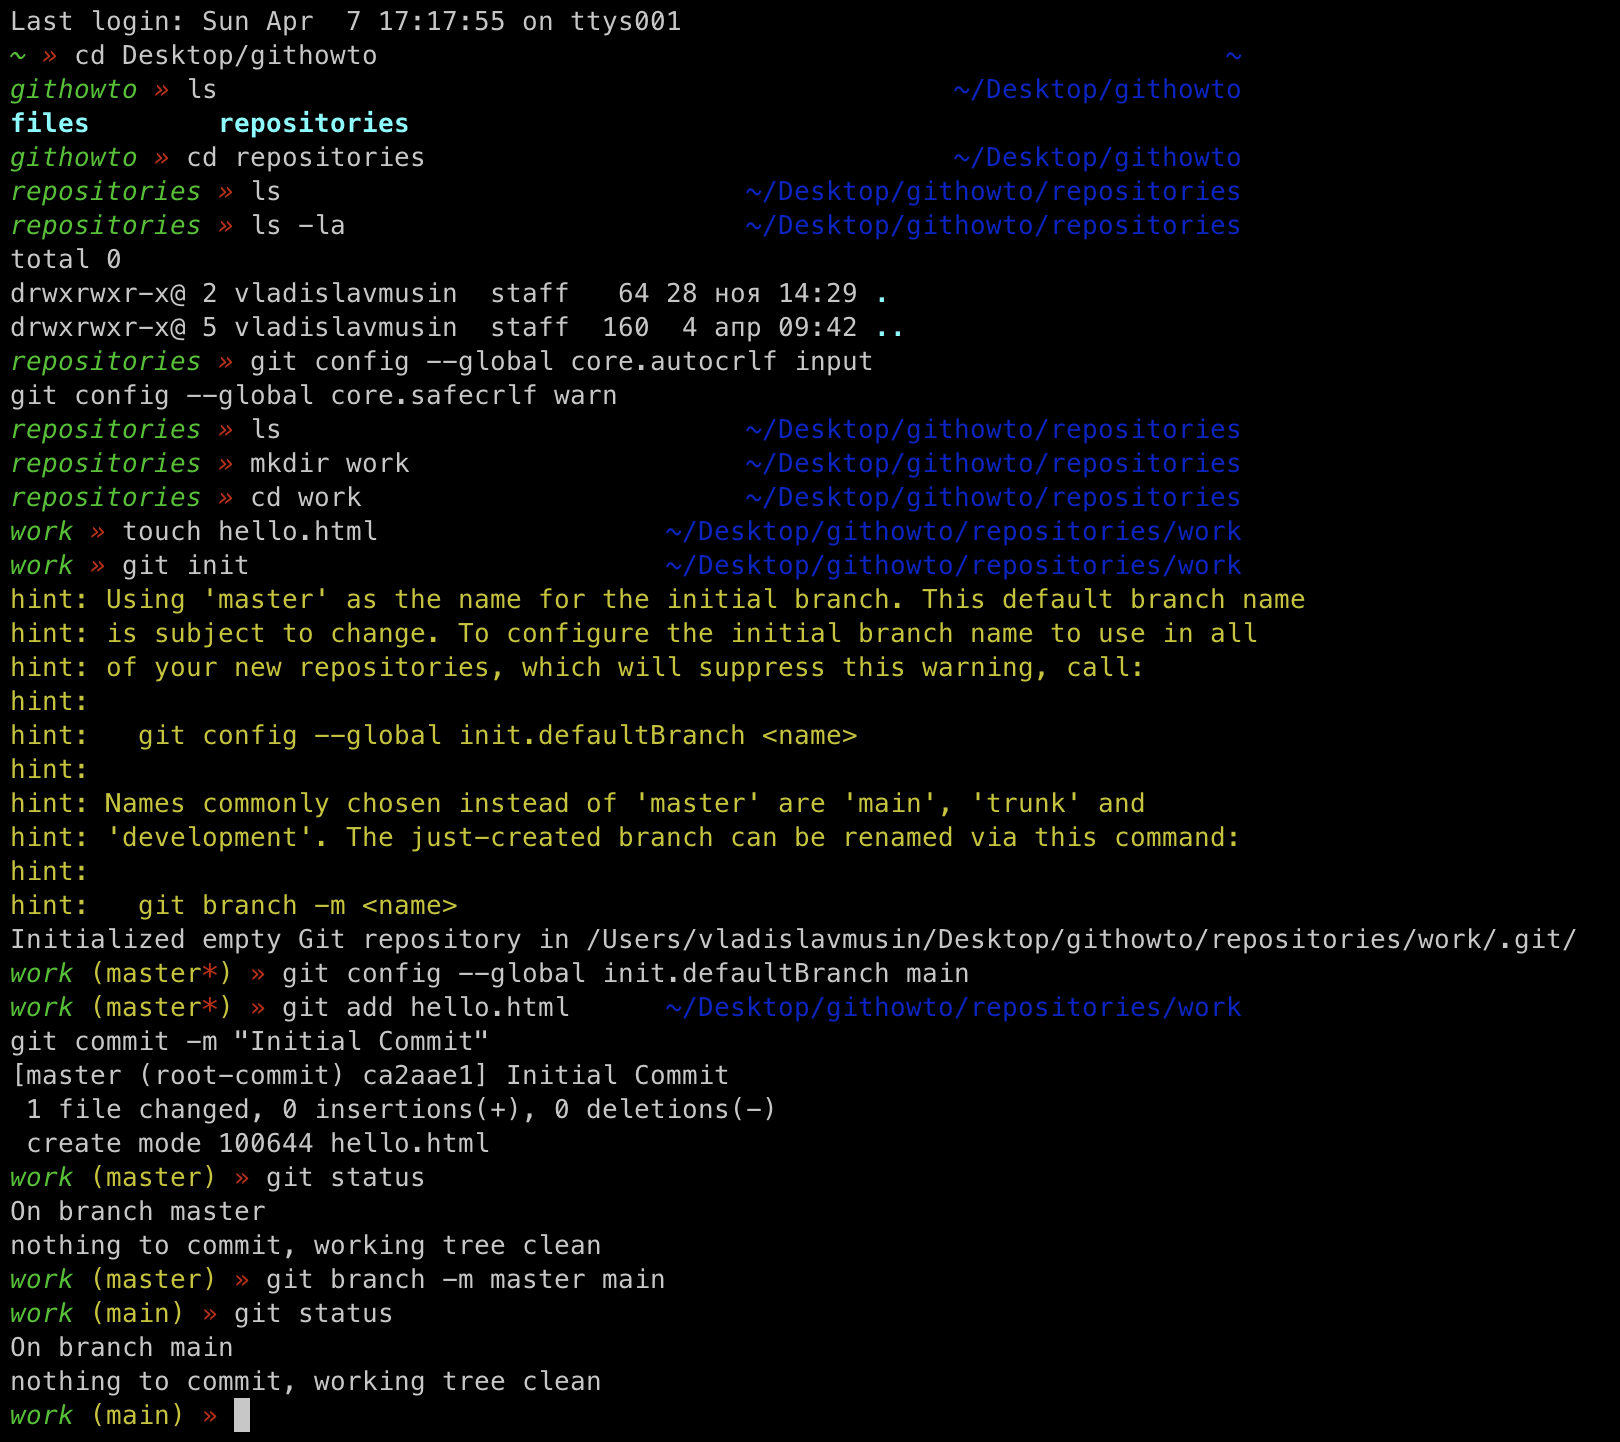 Last login: Sun Apr  7 17:17:55 on ttys001
~ » cd Desktop/githowto ~
githowto » ls ~/Desktop/githowto
files repositories
githowto » cd repositories ~/Desktop/githowto
repositories » ls ~/Desktop/githowto/repositories
repositories » ls -la ~/Desktop/githowto/repositories
total 0
drwxrwxr-x@ 2 vladislavmusin  staff   64 28 ноя 14:29 .
drwxrwxr-x@ 5 vladislavmusin  staff  160  4 апр 09:42 ..
repositories » git config --global core.autocrlf input
git config --global core.safecrlf warn
repositories » ls ~/Desktop/githowto/repositories
repositories » mkdir work ~/Desktop/githowto/repositories
repositories » cd work ~/Desktop/githowto/repositories
work » touch hello.html ~/Desktop/githowto/repositories/work
work » git init ~/Desktop/githowto/repositories/work
hint: Using 'master' as the name for the initial branch. This default branch name
hint: is subject to change. To configure the initial branch name to use in all
hint: of your new repositories, which will suppress this warning, call:
hint:
hint:   git config --global init.defaultBranch <name>
hint:
hint: Names commonly chosen instead of 'master' are 'main', 'trunk' and
hint: 'development'. The just-created branch can be renamed via this command:
hint:
hint:   git branch -m <name>
Initialized empty Git repository in /Users/vladislavmusin/Desktop/githowto/repositories/work/.git/
work (master*) » git config --global init.defaultBranch main
work (master*) » git add hello.html ~/Desktop/githowto/repositories/work
git commit -m "Initial Commit"
[master (root-commit) ca2aae1] Initial Commit
 1 file changed, 0 insertions(+), 0 deletions(-)
 create mode 100644 hello.html
work (master) » git status
On branch master
nothing to commit, working tree clean
work (master) » git branch -m master main
work (main) » git status
On branch main
nothing to commit, working tree clean
work (main) »